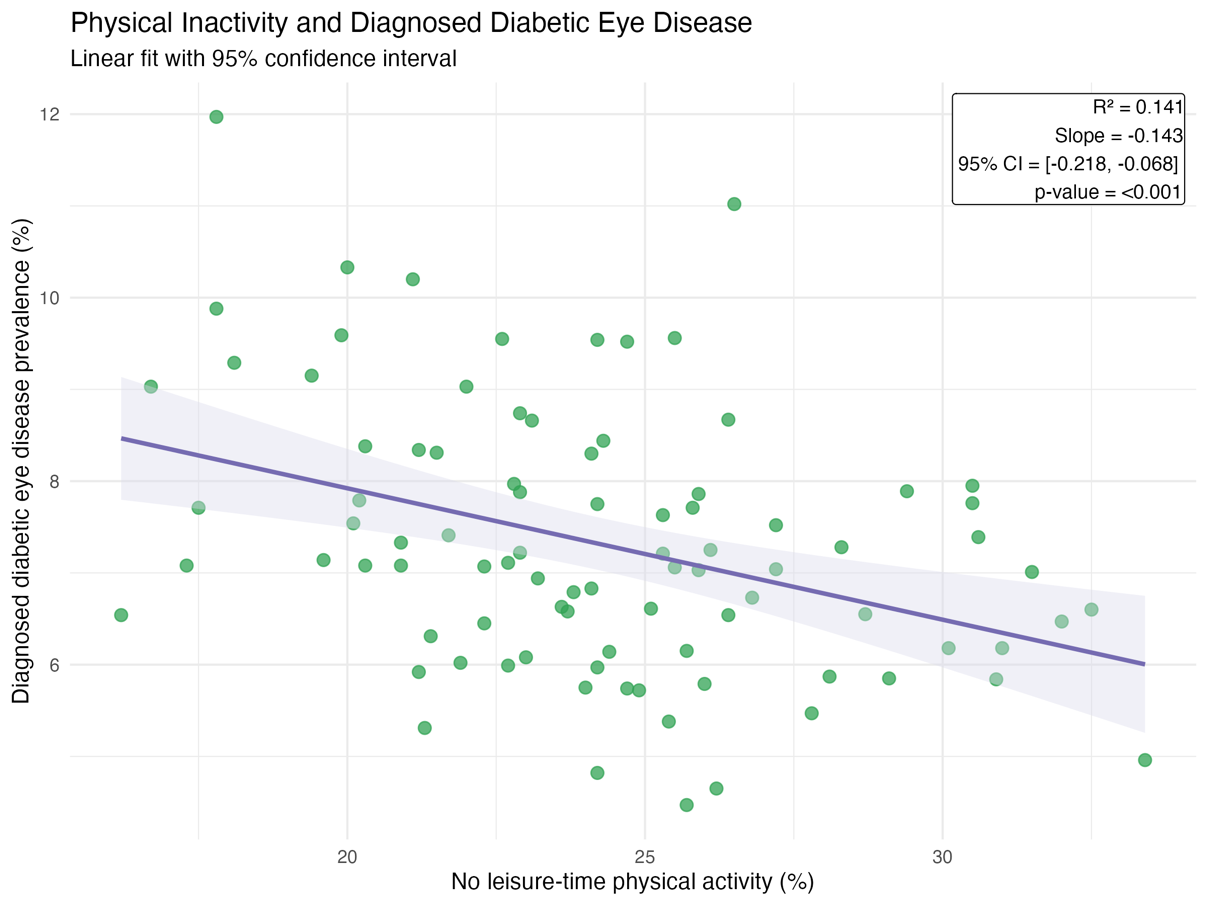 Physical Inactivity and Diagnosed Diabetic Eye Disease
Linear fit with 95% confidence interval
R² = 0.141
Slope = -0.143
95% CI = [-0.218, -0.068]
p-value = <0.001
Diagnosed diabetic eye disease prevalence (%)
12
10
8
6
20
25
30
No leisure-time physical activity (%)